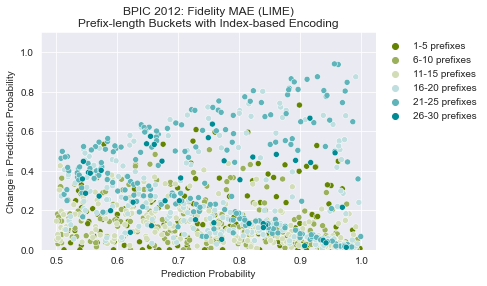 BPIC 2012: Fidelity MAE (LIME)
Prefix-length Buckets with Index-based Encoding
Change in Prediction Probability
1.0
0.8
0.6
0.4
0.2
0.0
0.5 0.6 0.7 0.8 0.9 1.0
Prediction Probability
1-5 prefixes
6-10 prefixes
11-15 prefixes
16-20 prefixes
21-25 prefixes
26-30 prefixes